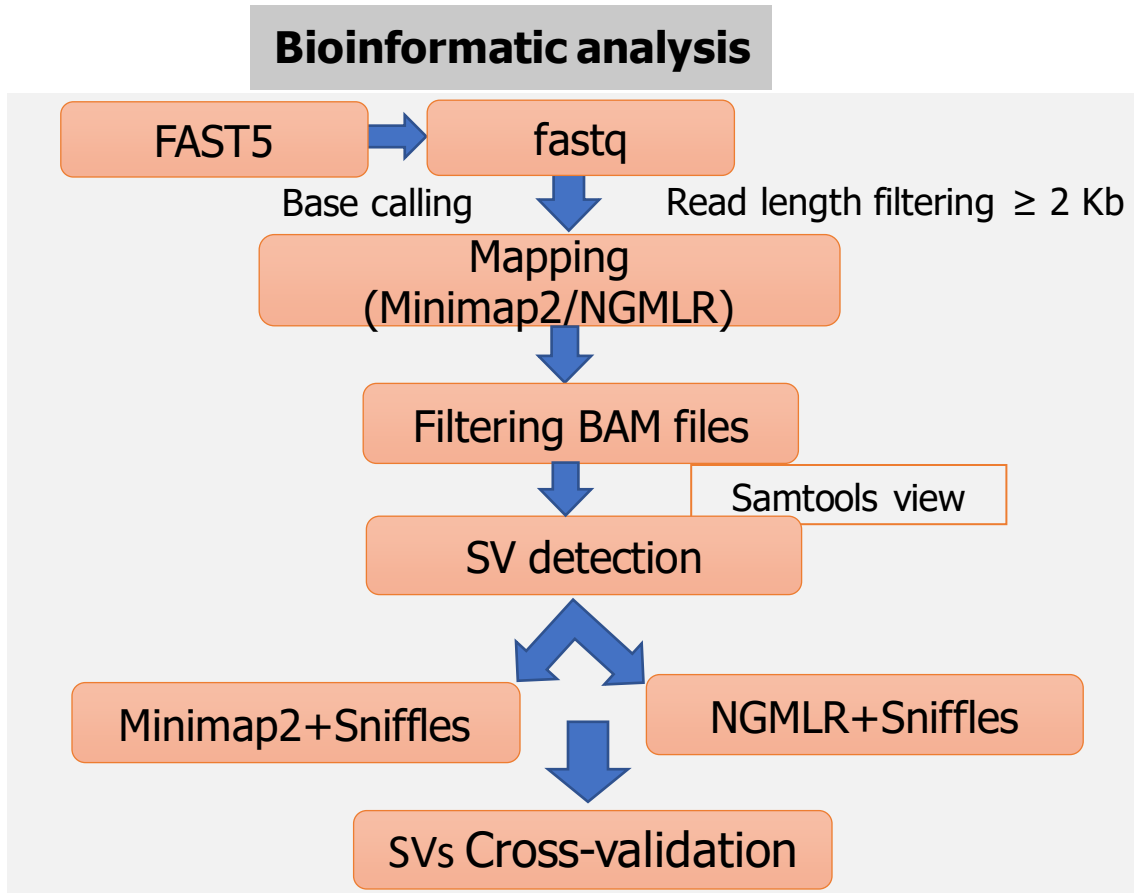 Bioinformatic analysis
FAST5
fastq
Base calling
Read length filtering ≥ 2 Kb
Mapping
(Minimap2/NGMLR)
Filtering BAM files
Samtools view
SV detection
Minimap2+Sniffles
NGMLR+Sniffles
SVs Cross-validation